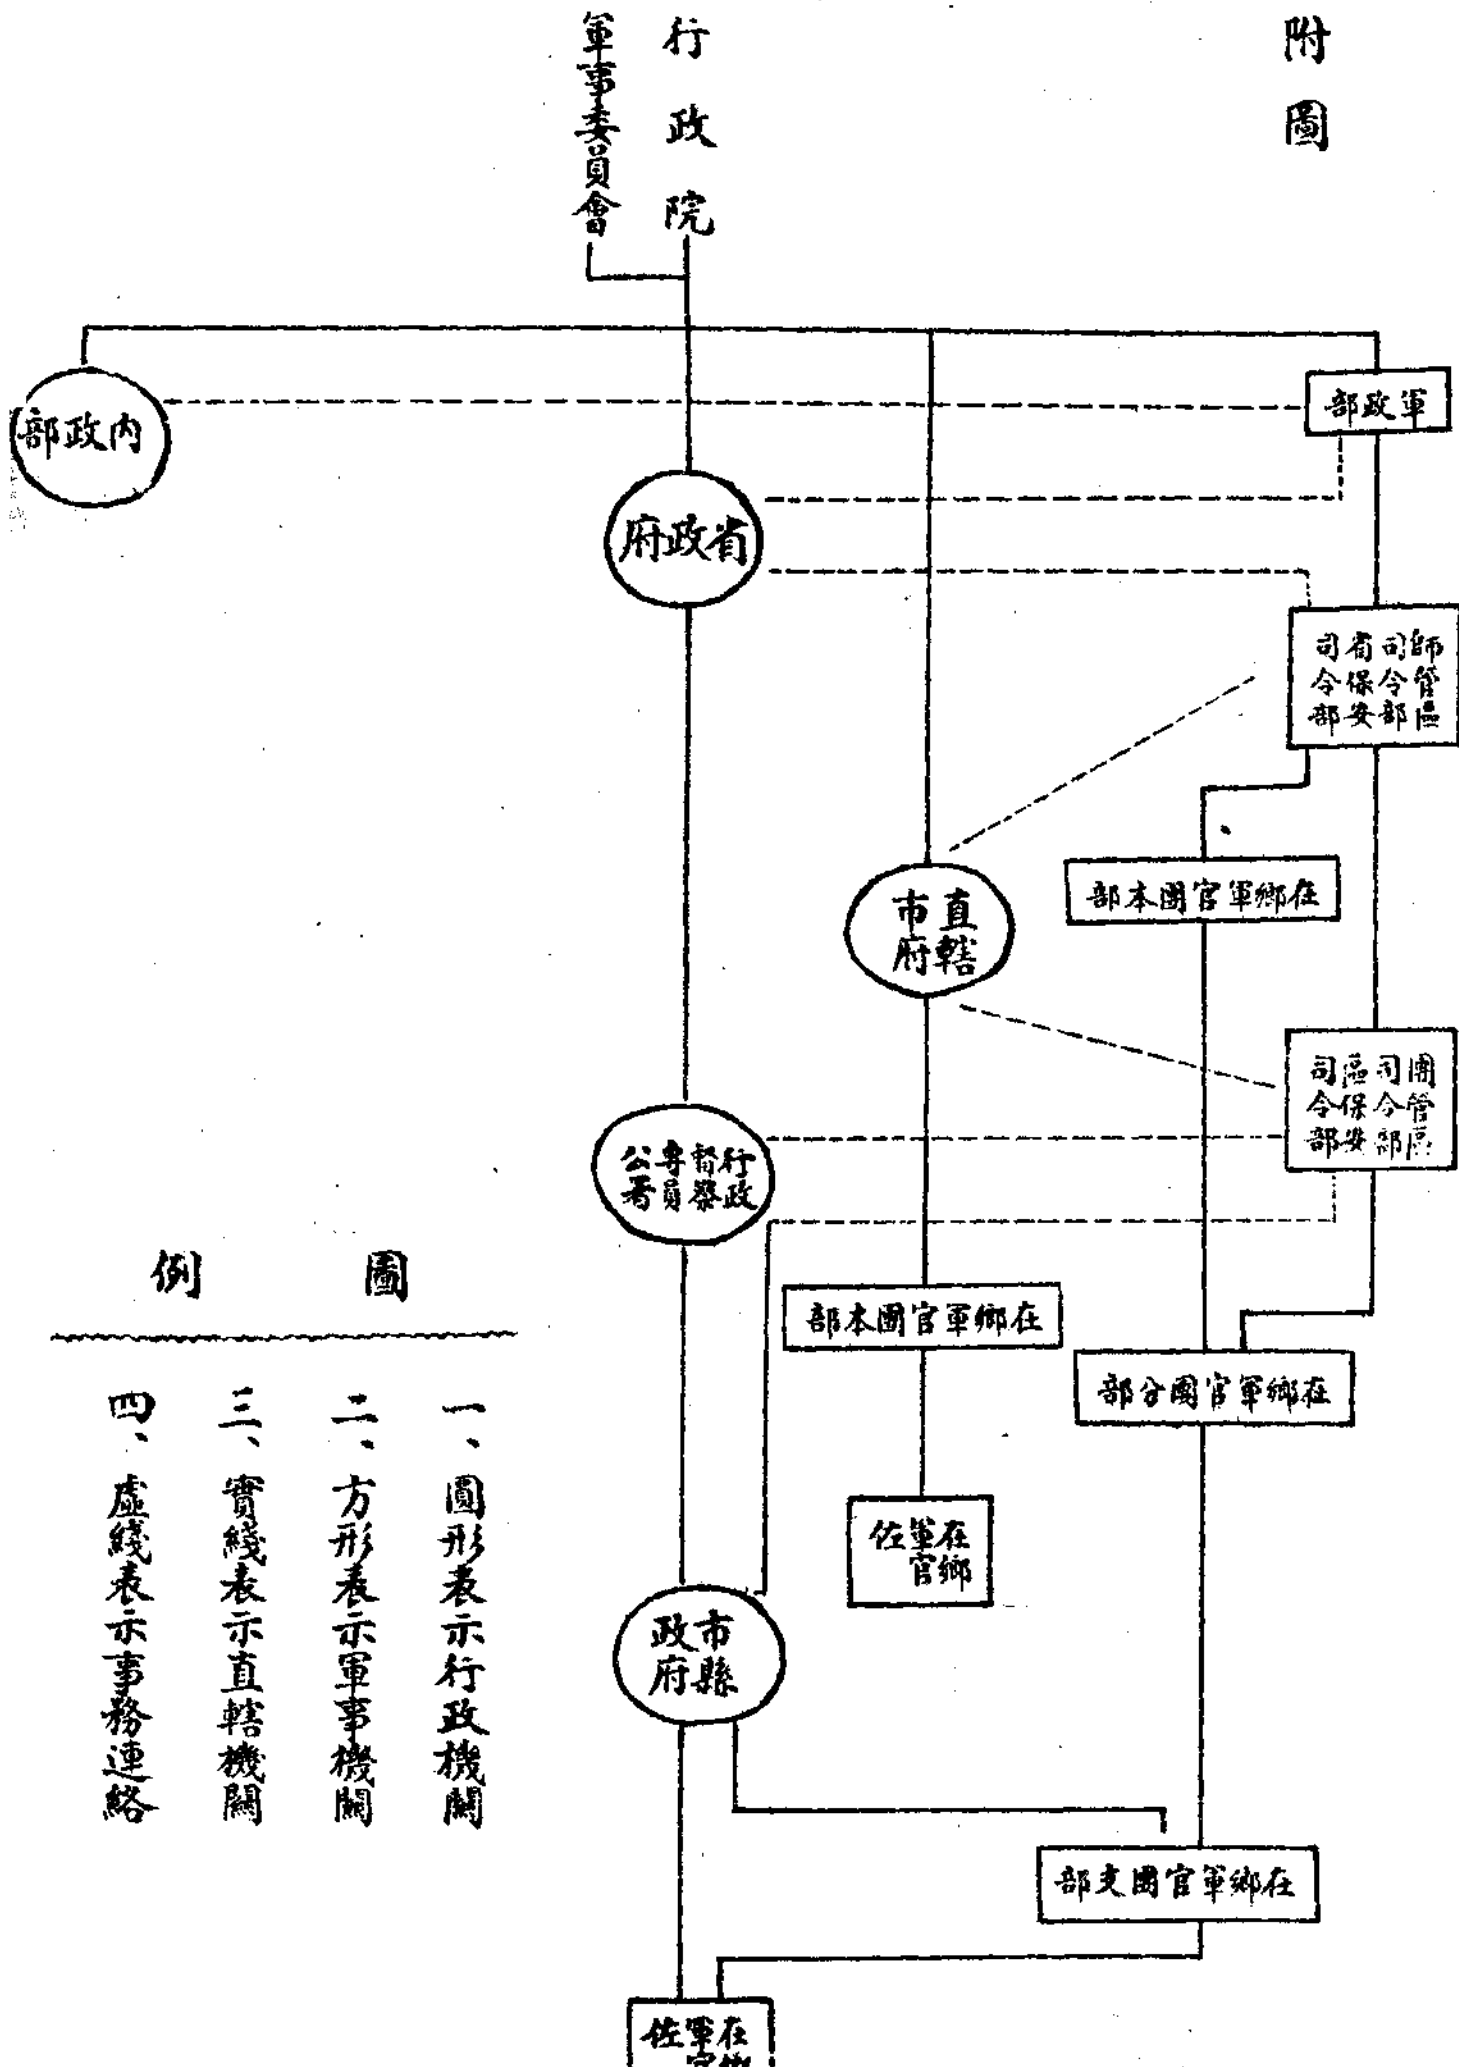 附圖
行政院
軍事委員會
軍政部
內政部
省政府
師管區
司令部
省保安
司令部
直轄
市府
在鄉軍官團本部
團管區
司令部
區保安
司令部
行政
督察
專員
公署
在鄉軍官團本部
在鄉軍官團分部
在鄉
軍官
佐
市縣
政府
在鄉軍官團支部
在鄉
軍官
佐
圖例
一、圓形表示行政機關
二、方形表示軍事機關
三、實綫表示直轄機關
四、虛綫表示事務連絡